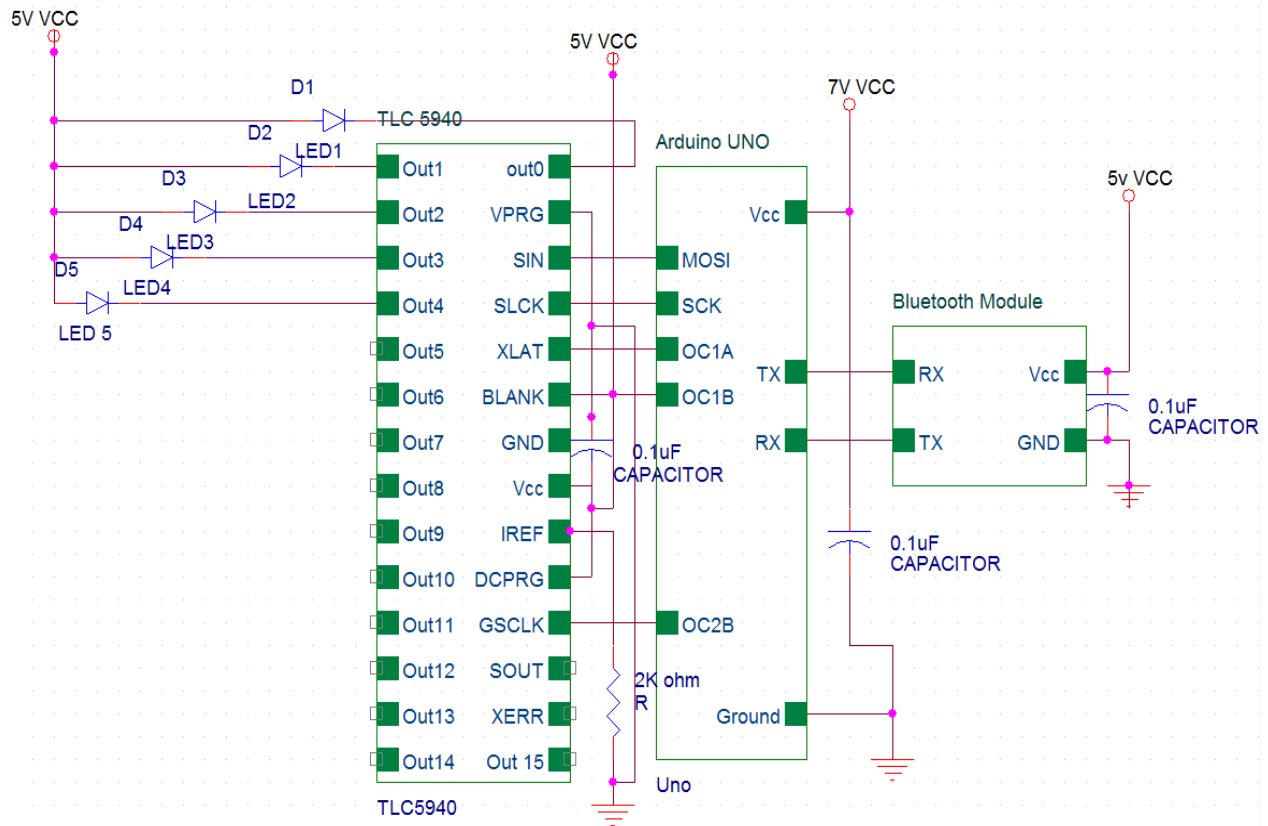 5V VCC
5V VCC
7V VCC
5v VCC
D1
TLC 5940
D2
LED1
D3
LED2
D4
LED3
D5
LED4
LED 5
Out1
Out2
Out3
Out4
Out5
Out6
Out7
Out8
Out9
Out10
Out11
Out12
Out13
Out14
out0
VPRG
SIN
SLCK
XLAT
BLANK
GND
Vcc
IREF
DCPRG
GSCLK
SOUT
XERR
Out 15
TLC5940
0.1uF
CAPACITOR
2K ohm
R
Arduino UNO
Vcc
MOSI
SCK
OC1A
TX
OC1B
RX
OC2B
Ground
Uno
0.1uF
CAPACITOR
Bluetooth Module
RX
Vcc
TX
GND
0.1uF
CAPACITOR